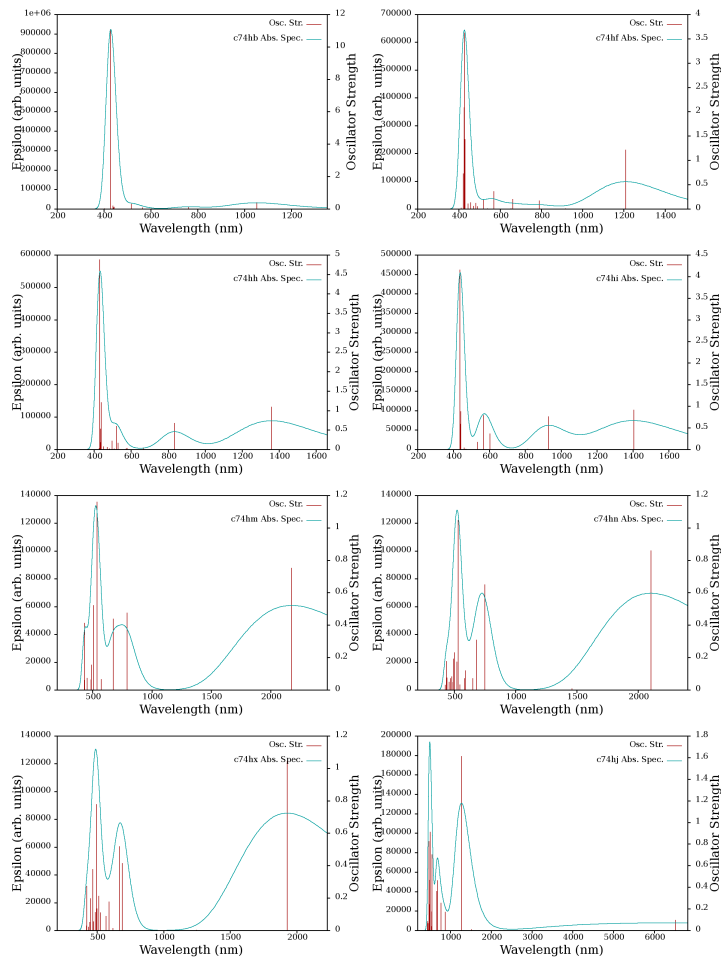 1e+06 12
900000 Osc. Str. 10
800000 c74hb Abs. Spec.
700000 8
600000
500000 6
400000
300000 4
200000 2
100000
0 0
200 400 600 800 1000 1200
Wavelength (nm)
Epsilon (arb. units)
Oscillator Strength
700000 4
Osc. Str.
600000 c74hf Abs. Spec. 3.5
500000 3
400000 2.5
300000 2
200000 1.5
100000 1
0.5
0 0
200 400 600 800 1000 1200 1400
Wavelength (nm)
Epsilon (arb. units)
Oscillator Strength
600000 5
Osc. Str. 4.5
500000 c74hh Abs. Spec. 4
400000 3.5
3
300000 2.5
200000 2
1.5
100000 1
0.5
0 0
200 400 600 800 1000 1200 1400 1600
Wavelength (nm)
Epsilon (arb. units)
Oscillator Strength
500000 4.5
450000 Osc. Str. 4
400000 c74hi Abs. Spec. 3.5
350000 3
300000 2.5
250000
200000 2
150000 1.5
100000 1
50000 0.5
0 0
200 400 600 800 1000 1200 1400 1600
Wavelength (nm)
Epsilon (arb. units)
Oscillator Strength
140000 1.2
Osc. Str.
120000 c74hm Abs. Spec. 1
100000 0.8
80000 0.6
60000 0.4
40000
20000 0.2
0 0
500 1000 1500 2000
Wavelength (nm)
Epsilon (arb. units)
Oscillator Strength
140000 1.2
Osc. Str.
120000 c74hn Abs. Spec. 1
100000 0.8
80000 0.6
60000 0.4
40000
20000 0.2
0 0
500 1000 1500 2000
Wavelength (nm)
Epsilon (arb. units)
Oscillator Strength
140000 1.2
Osc. Str.
120000 c74hx Abs. Spec. 1
100000 0.8
80000 0.6
60000 0.4
40000
20000 0.2
0 0
500 1000 1500 2000
Wavelength (nm)
Epsilon (arb. units)
Oscillator Strength
200000 1.8
180000 Osc. Str. 1.6
160000 c74hj Abs. Spec. 1.4
140000 1.2
120000 1
100000
80000 0.8
60000 0.6
40000 0.4
20000 0.2
0 0
1000 2000 3000 4000 5000 6000
Wavelength (nm)
Epsilon (arb. units)
Oscillator Strength